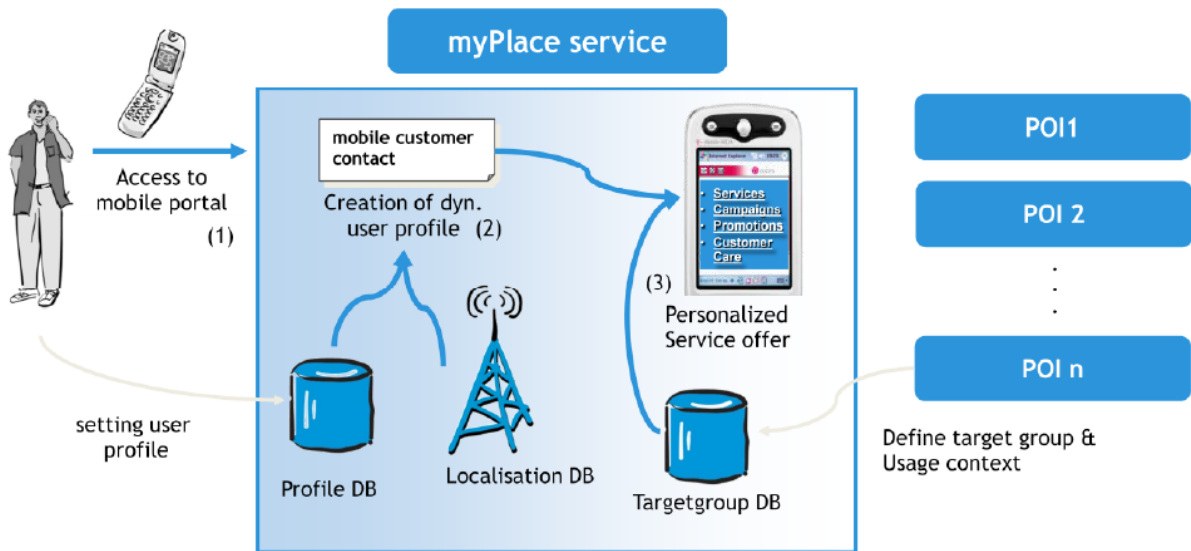 myPlace service
Access to
mobile portal
(1)
mobile customer
contact
Creation of dyn.
user profile (2)
• Services
• Campaigns
• Promotions
• Customer
Care
(3)
Personalized
Service offer
POI1
POI 2
.
.
.
POI n
setting user
profile
Profile DB
Localisation DB
Targetgroup DB
Define target group &
Usage context